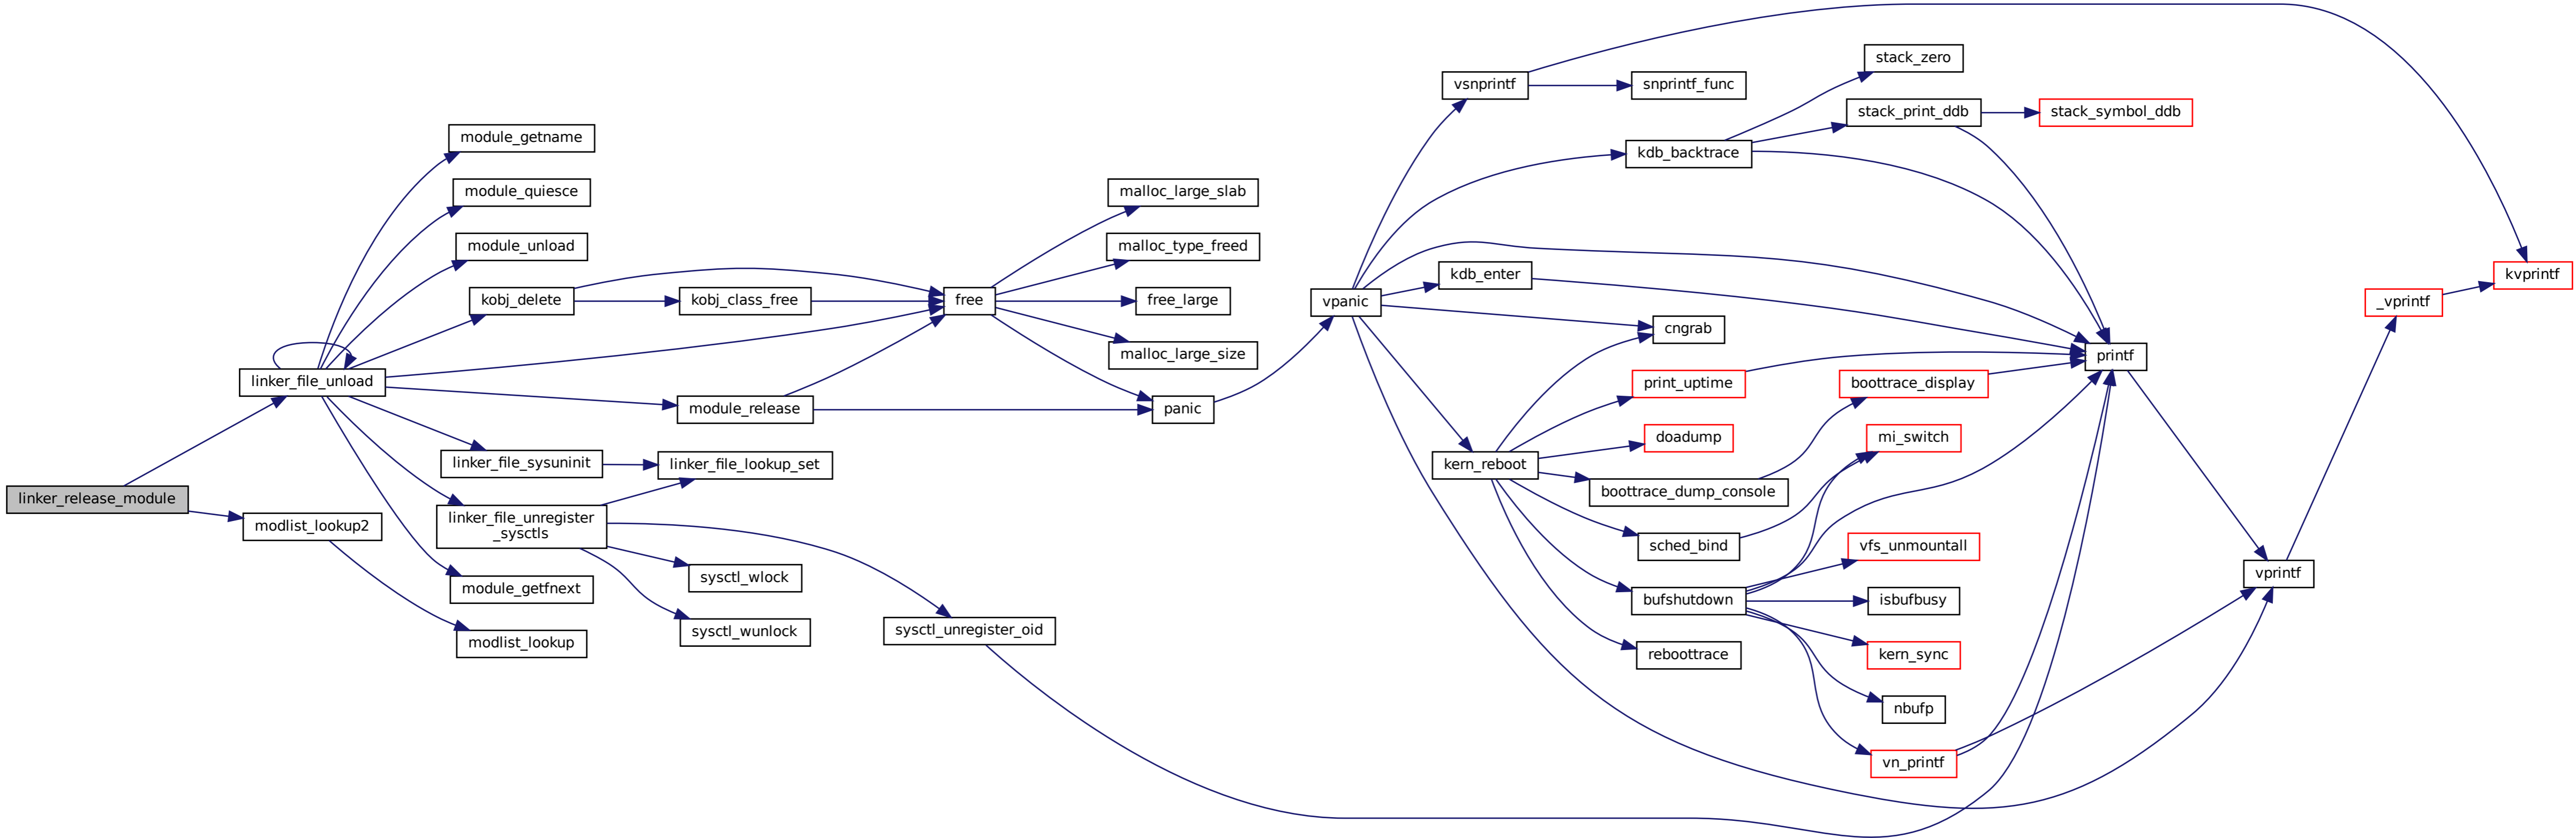 linker_release_module
linker_file_unload
modlist_lookup2
module_getname
module_quiesce
module_unload
kobj_delete
linker_file_sysuninit
linker_file_unregister
_sysctls
module_getfnext
modlist_lookup
kobj_class_free
module_release
linker_file_lookup_set
sysctl_wlock
sysctl_wunlock
free
sysctl_unregister_oid
malloc_large_slab
malloc_type_freed
free_large
malloc_large_size
panic
vpanic
vsnprintf
kdb_enter
kern_reboot
snprintf_func
kdb_backtrace
cngrab
print_uptime
doadump
boottrace_dump_console
sched_bind
bufshutdown
reboottrace
stack_zero
stack_print_ddb
boottrace_display
mi_switch
vfs_unmountall
isbufbusy
kern_sync
nbufp
vn_printf
stack_symbol_ddb
printf
vprintf
_vprintf
kvprintf